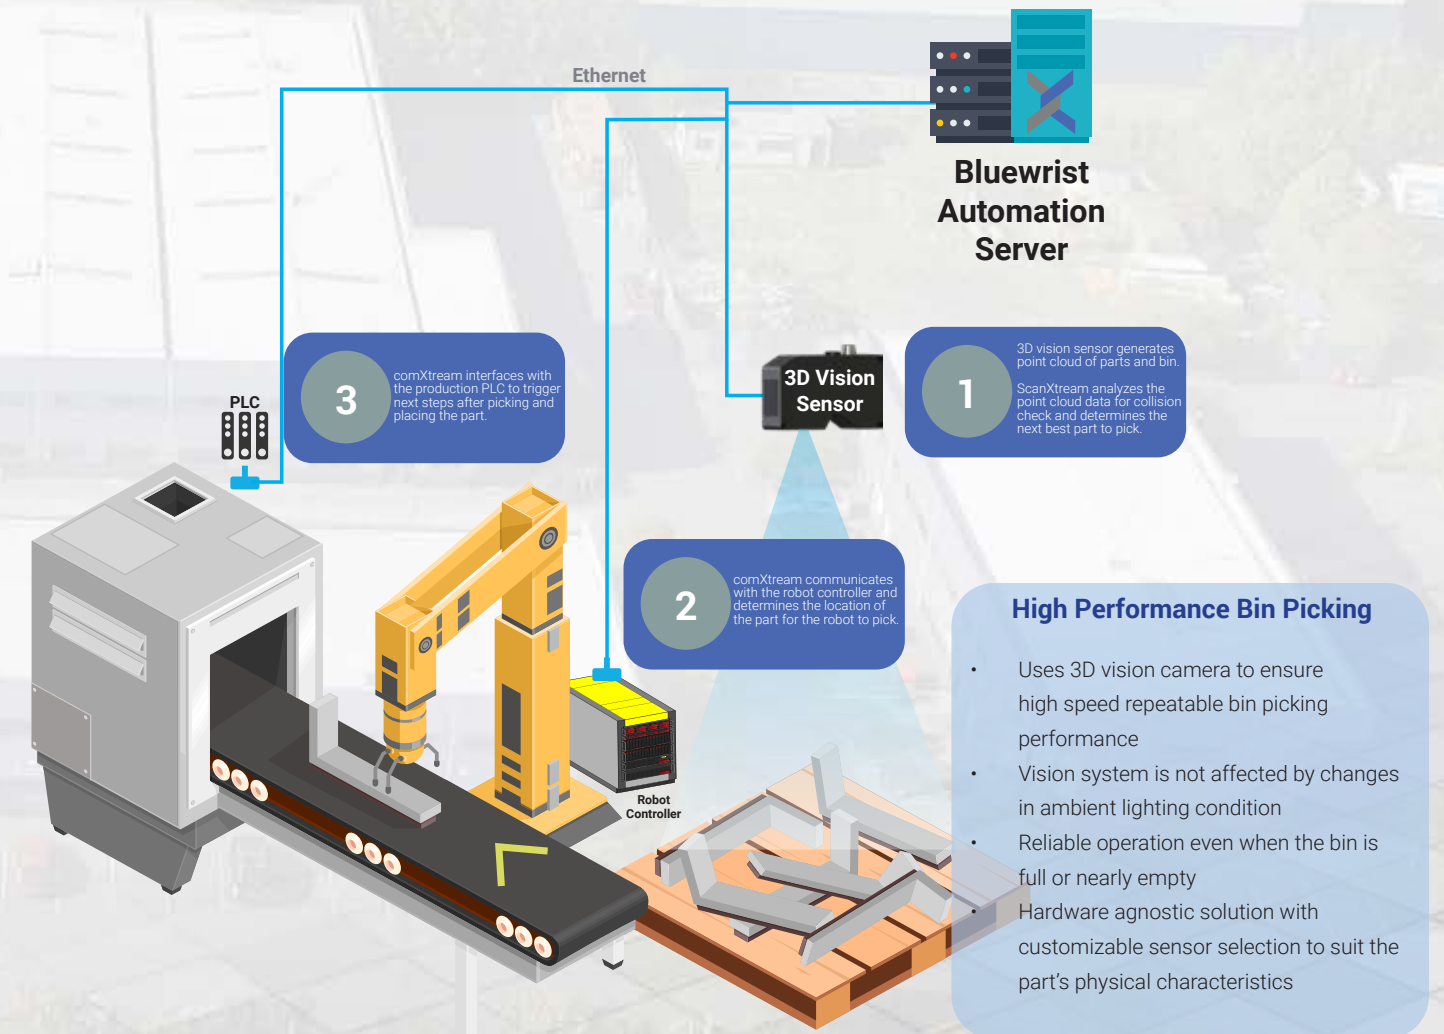 Ethernet
Bluewrist
Automation
Server
3
comXtream interfaces with
the production PLC to trigger
next steps after picking and
placing the part.
PLC
3D Vision
Sensor
1
3D vision sensor generates
point cloud of parts and bin.
ScanXtream analyzes the
point cloud data for collision
check and determines the
next best part to pick.
2
comXtream communicates
with the robot controller and
determines the location of
the part for the robot to pick.
Robot
Controller
High Performance Bin Picking
• Uses 3D vision camera to ensure
high speed repeatable bin picking
performance
• Vision system is not affected by changes
in ambient lighting condition
• Reliable operation even when the bin is
full or nearly empty
• Hardware agnostic solution with
customizable sensor selection to suit the
part's physical characteristics